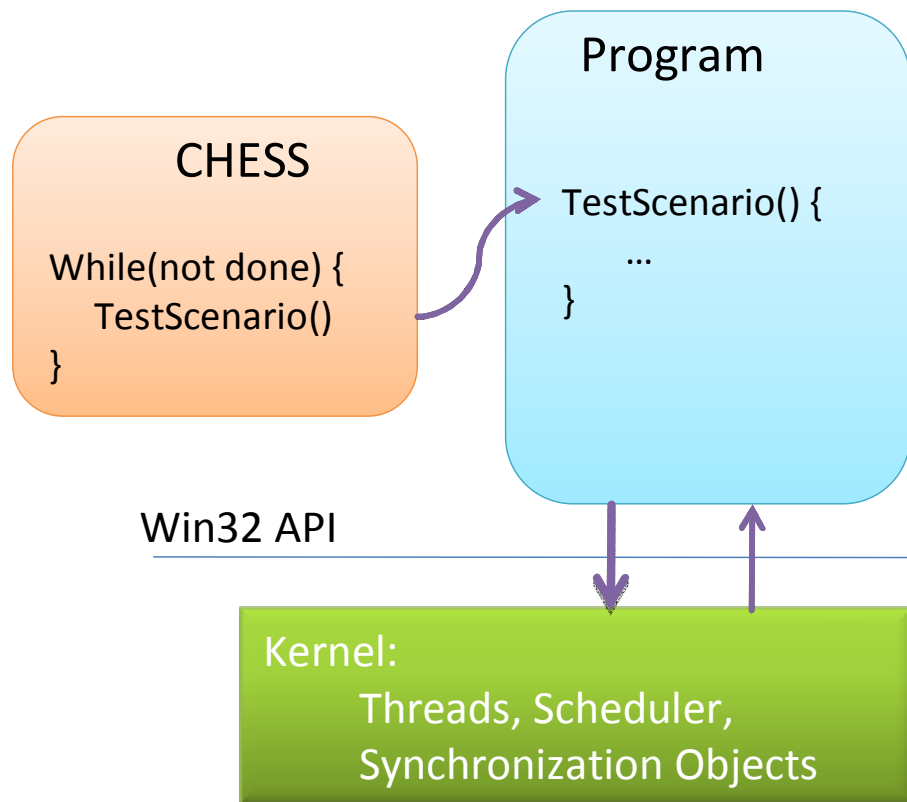 CHESS
While(not done) {
TestScenario()
}
Program
TestScenario() {
...
}
Win32 API
Kernel:
Threads, Scheduler,
Synchronization Objects